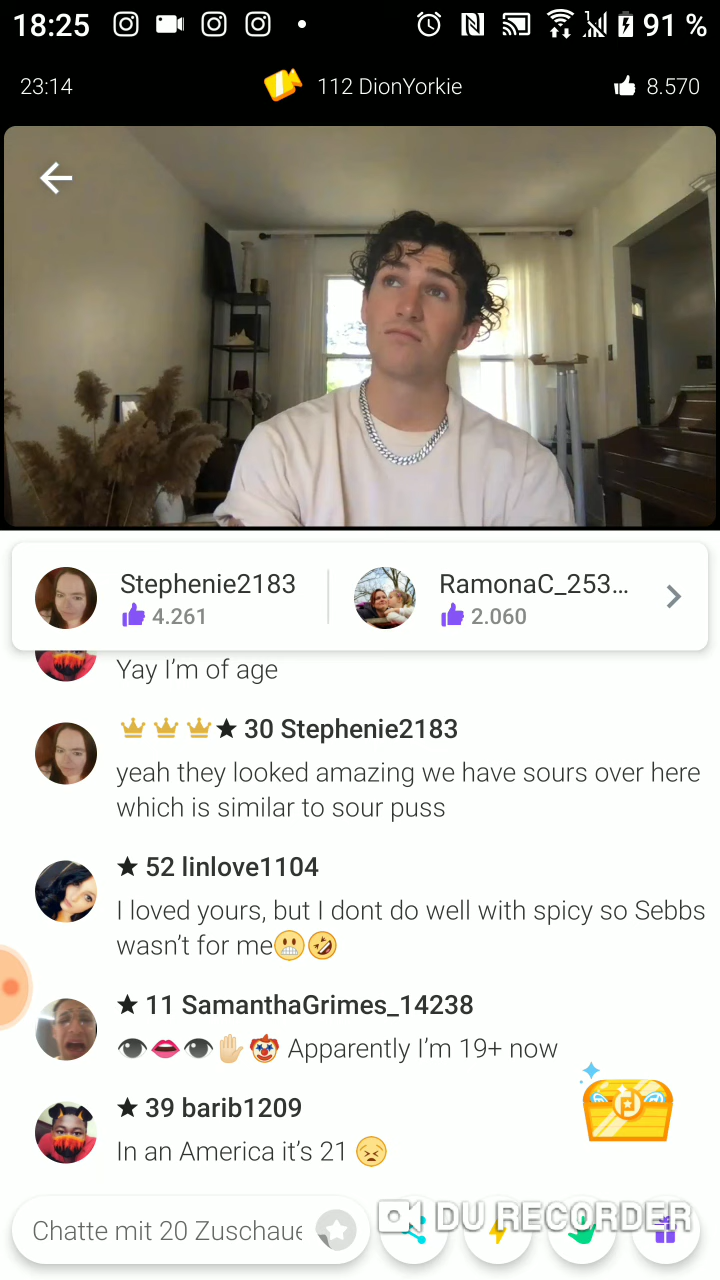 18:25
91 %
23:14
112 DionYorkie
8.570
Stephenie2183
4.261
RamonaC_253...
2.060
Yay I'm of age
30 Stephenie2183
yeah they looked amazing we have sours over here
which is similar to sour puss
52 linlove1104
I loved yours, but I dont do well with spicy so Sebbs
wasn't for me😬🤣
11 SamanthaGrimes_14238
👁️👄👁️🤚🏼🤡 Apparently I'm 19+ now
39 barib1209
In an America it's 21 😣
Chatte mit 20 Zuschaue
DU RECORDER